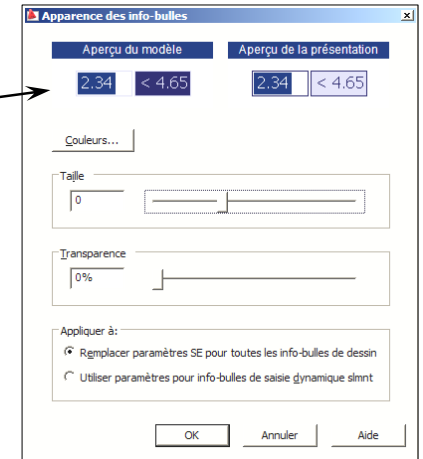 Apparence des info-bulles
Aperçu du modèle Aperçu de la présentation
2.34 < 4.65 2.34 < 4.65
Couleurs...
Taille
0
Transparence
0%
Appliquer à:
Remplacer paramètres SE pour toutes les info-bulles de dessin
Utiliser paramètres pour info-bulles de saisie dynamique slmnt
OK Annuler Aide